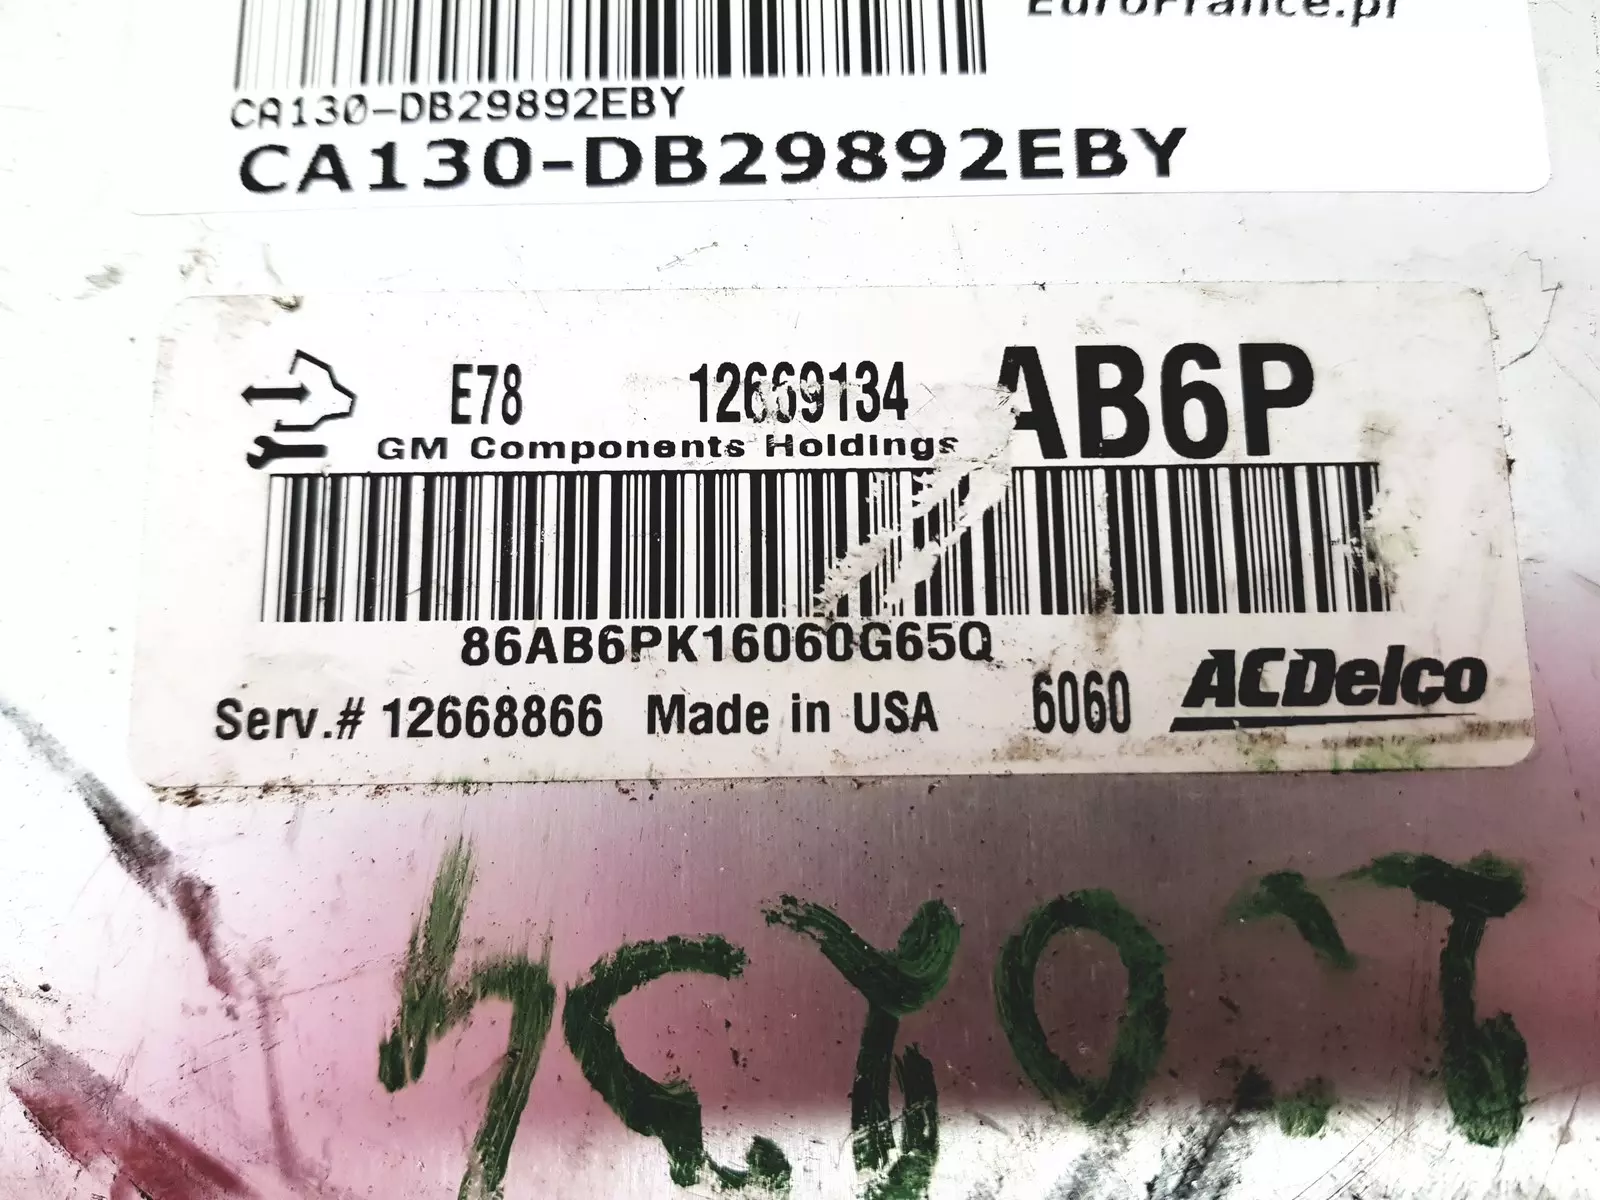 EuroFrance.pl
CA130-DB29892EBY
CA130-DB29892EBY
E78 12669134 AB6P
GM Components Holdings
86AB6PK16060G65Q
Serv.# 12668866 Made in USA 6060 ACDelco